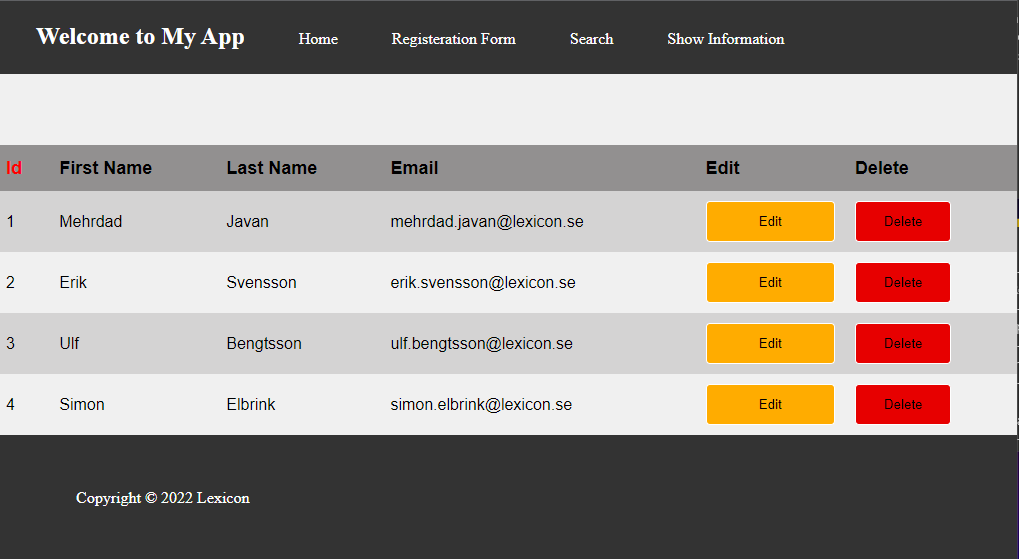 Welcome to My App Home Registeration Form Search Show Information
Id First Name Last Name Email Edit Delete
1 Mehrdad Javan mehrdad.javan@lexicon.se Edit Delete
2 Erik Svensson erik.svensson@lexicon.se Edit Delete
3 Ulf Bengtsson ulf.bengtsson@lexicon.se Edit Delete
4 Simon Elbrink simon.elbrink@lexicon.se Edit Delete
Copyright © 2022 Lexicon